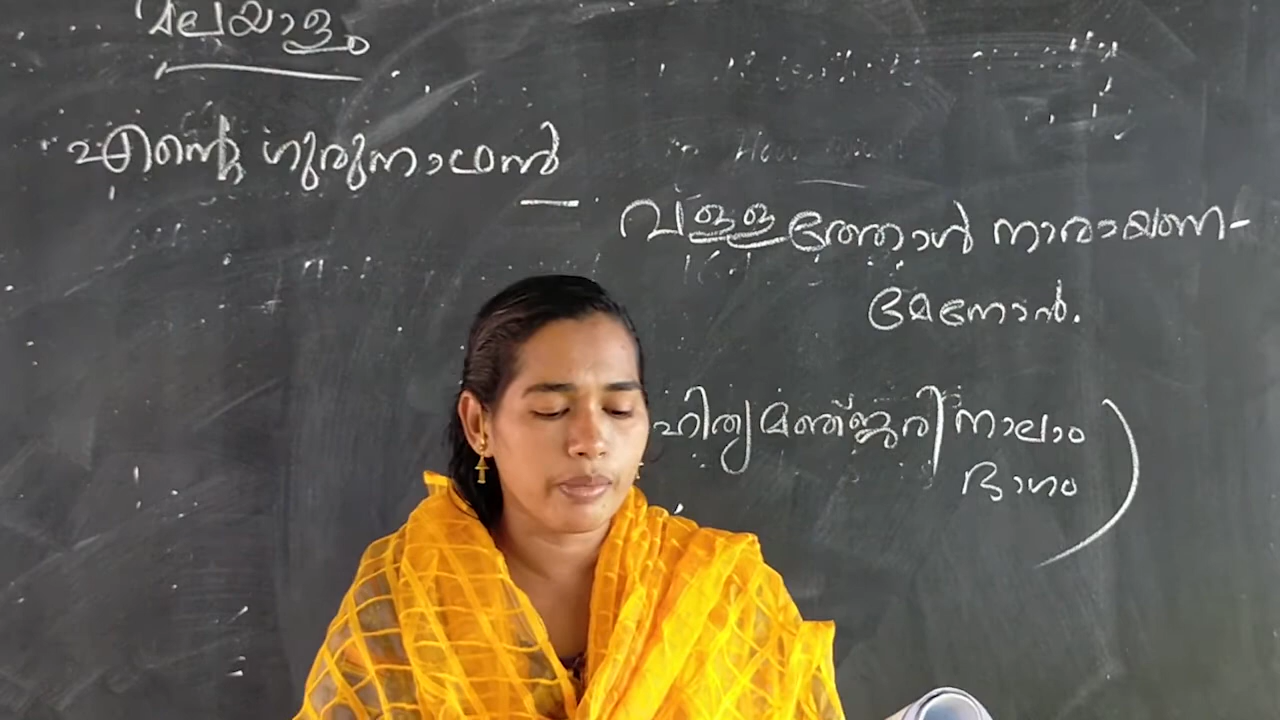 മലയാളം
എന്റെ ഗുരുനാഥൻ
വള്ളത്തോൾ നാരായണ-
മേനോൻ.
ഹിത്യമഞ്ജരി നാലാം
ഭാഗം)